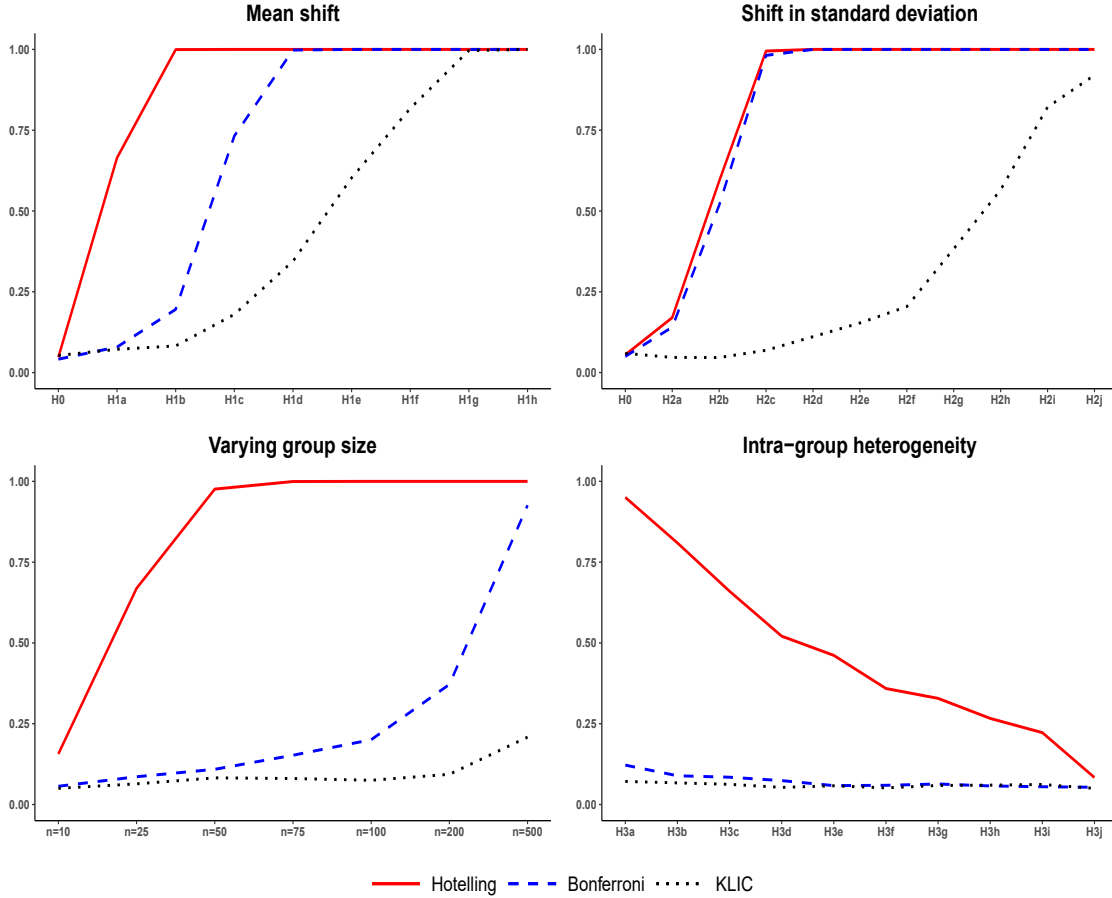 Mean shift
1.00
0.75
0.50
0.25
0.00
H0 H1a H1b H1c H1d H1e H1f H1g H1h
Shift in standard deviation
1.00
0.75
0.50
0.25
0.00
H0 H2a H2b H2c H2d H2e H2f H2g H2h H2i H2j
Varying group size
1.00
0.75
0.50
0.25
0.00
n=10 n=25 n=50 n=75 n=100 n=200 n=500
Intra−group heterogeneity
1.00
0.75
0.50
0.25
0.00
H3a H3b H3c H3d H3e H3f H3g H3h H3i H3j
Hotelling Bonferroni KLIC